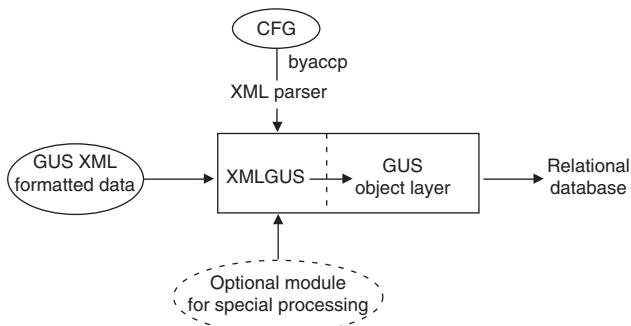 CFG
byaccp
XML parser
GUS XML
formatted data
XMLGUS
GUS
object layer
Relational
database
Optional module
for special processing